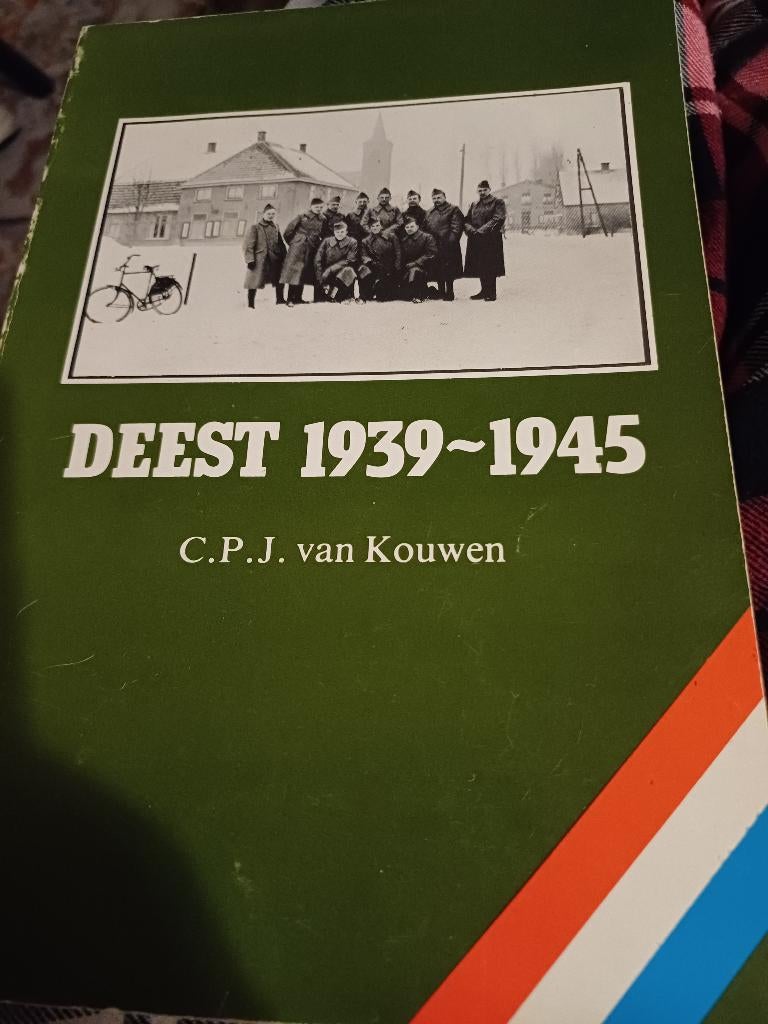 DEEST 1939~1945
C.P.J. van Kouwen